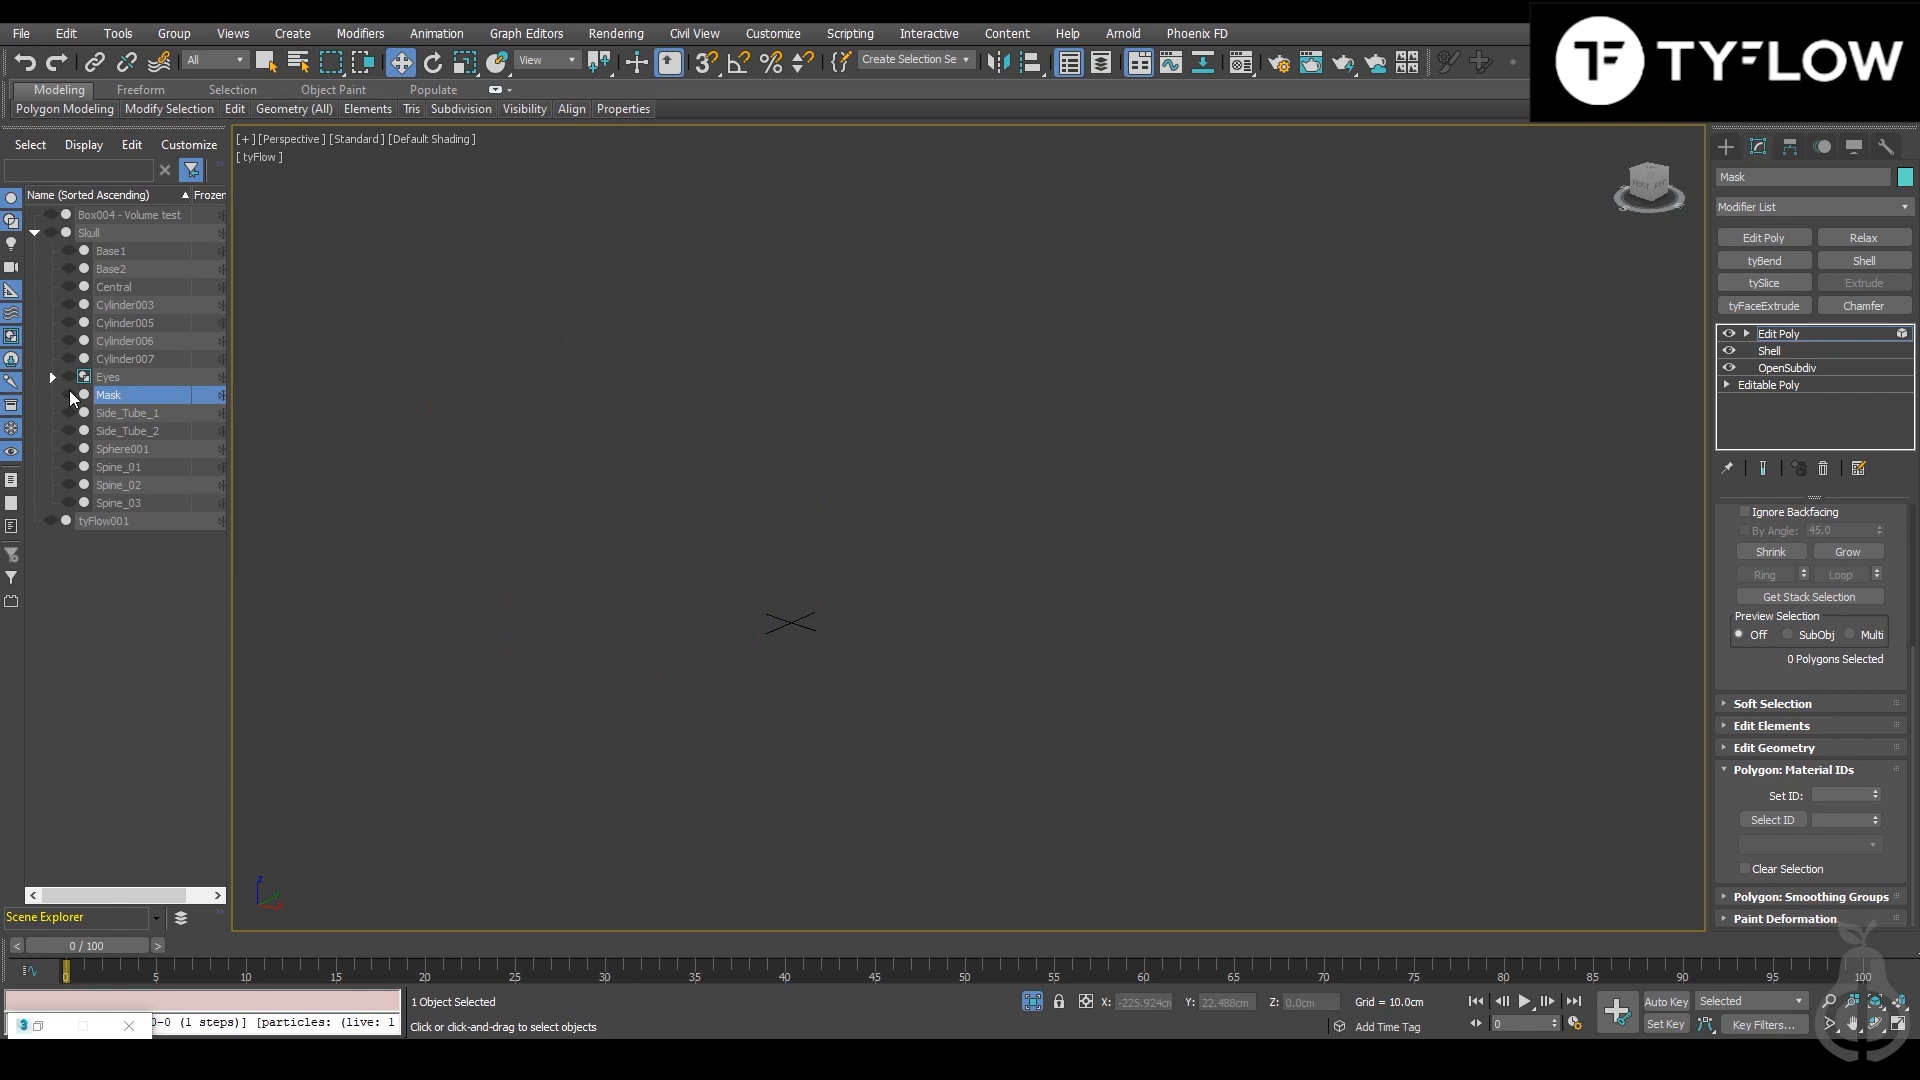 File Edit Tools Group Views Create Modifiers Animation Graph Editors Rendering Civil View Customize Scripting Interactive Content Help Arnold Phoenix FD
TYFLOW
All View Create Selection Se
Modeling Freeform Selection Object Paint Populate
Polygon Modeling Modify Selection Edit Geometry (All) Elements Tris Subdivision Visibility Align Properties
Select Display Edit Customize
Name (Sorted Ascending) Frozen
Box004 - Volume test
Skull
Base1
Base2
Central
Cylinder003
Cylinder005
Cylinder006
Cylinder007
Eyes
Mask
Side_Tube_1
Side_Tube_2
Sphere001
Spine_01
Spine_02
Spine_03
tyFlow001
Scene Explorer
[+] [Perspective ] [Standard ] [Default Shading ]
[ tyFlow ]
Mask
Modifier List
Edit Poly Relax
tyBend Shell
tySlice Extrude
tyFaceExtrude Chamfer
Edit Poly
Shell
OpenSubdiv
Editable Poly
Ignore Backfacing
By Angle: 45.0
Shrink Grow
Ring Loop
Get Stack Selection
Preview Selection
Off SubObj Multi
0 Polygons Selected
Soft Selection
Edit Elements
Edit Geometry
Polygon: Material IDs
Set ID:
Select ID
Clear Selection
Polygon: Smoothing Groups
Paint Deformation
< 0 / 100 >
0 5 10 15 20 25 30 35 40 45 50 55 60 65 70 75 80 85 90 95 100
1 Object Selected
X: -225.924cm Y: 22.488cm Z: 0.0cm Grid = 10.0cm
Auto Key Selected
0-0 (1 steps)] [particles: (live: 1
Click or click-and-drag to select objects
Add Time Tag
0
Set Key Key Filters...